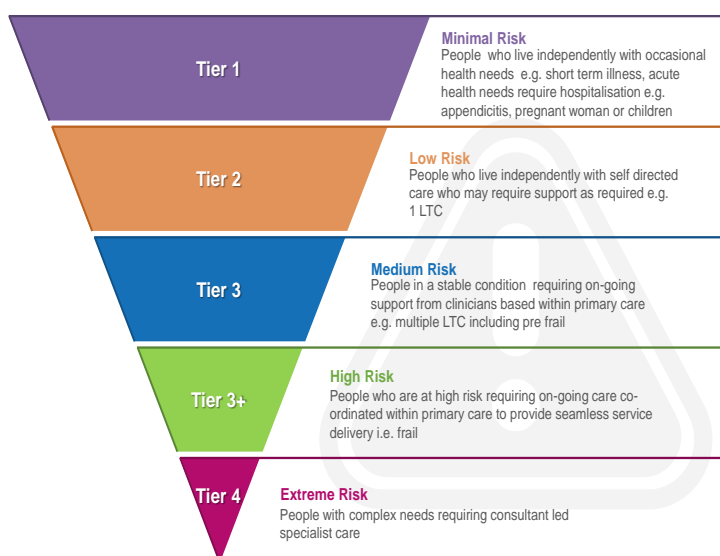 Tier 1
Minimal Risk
People who live independently with occasional
health needs e.g. short term illness, acute
health needs require hospitalisation e.g.
appendicitis, pregnant woman or children
Tier 2
Low Risk
People who live independently with self directed
care who may require support as required e.g.
1 LTC
Tier 3
Medium Risk
People in a stable condition requiring on-going
support from clinicians based within primary care
e.g. multiple LTC including pre frail
Tier 3+
High Risk
People who are at high risk requiring on-going care co-
ordinated within primary care to provide seamless service
delivery i.e. frail
Tier 4
Extreme Risk
People with complex needs requiring consultant led
specialist care